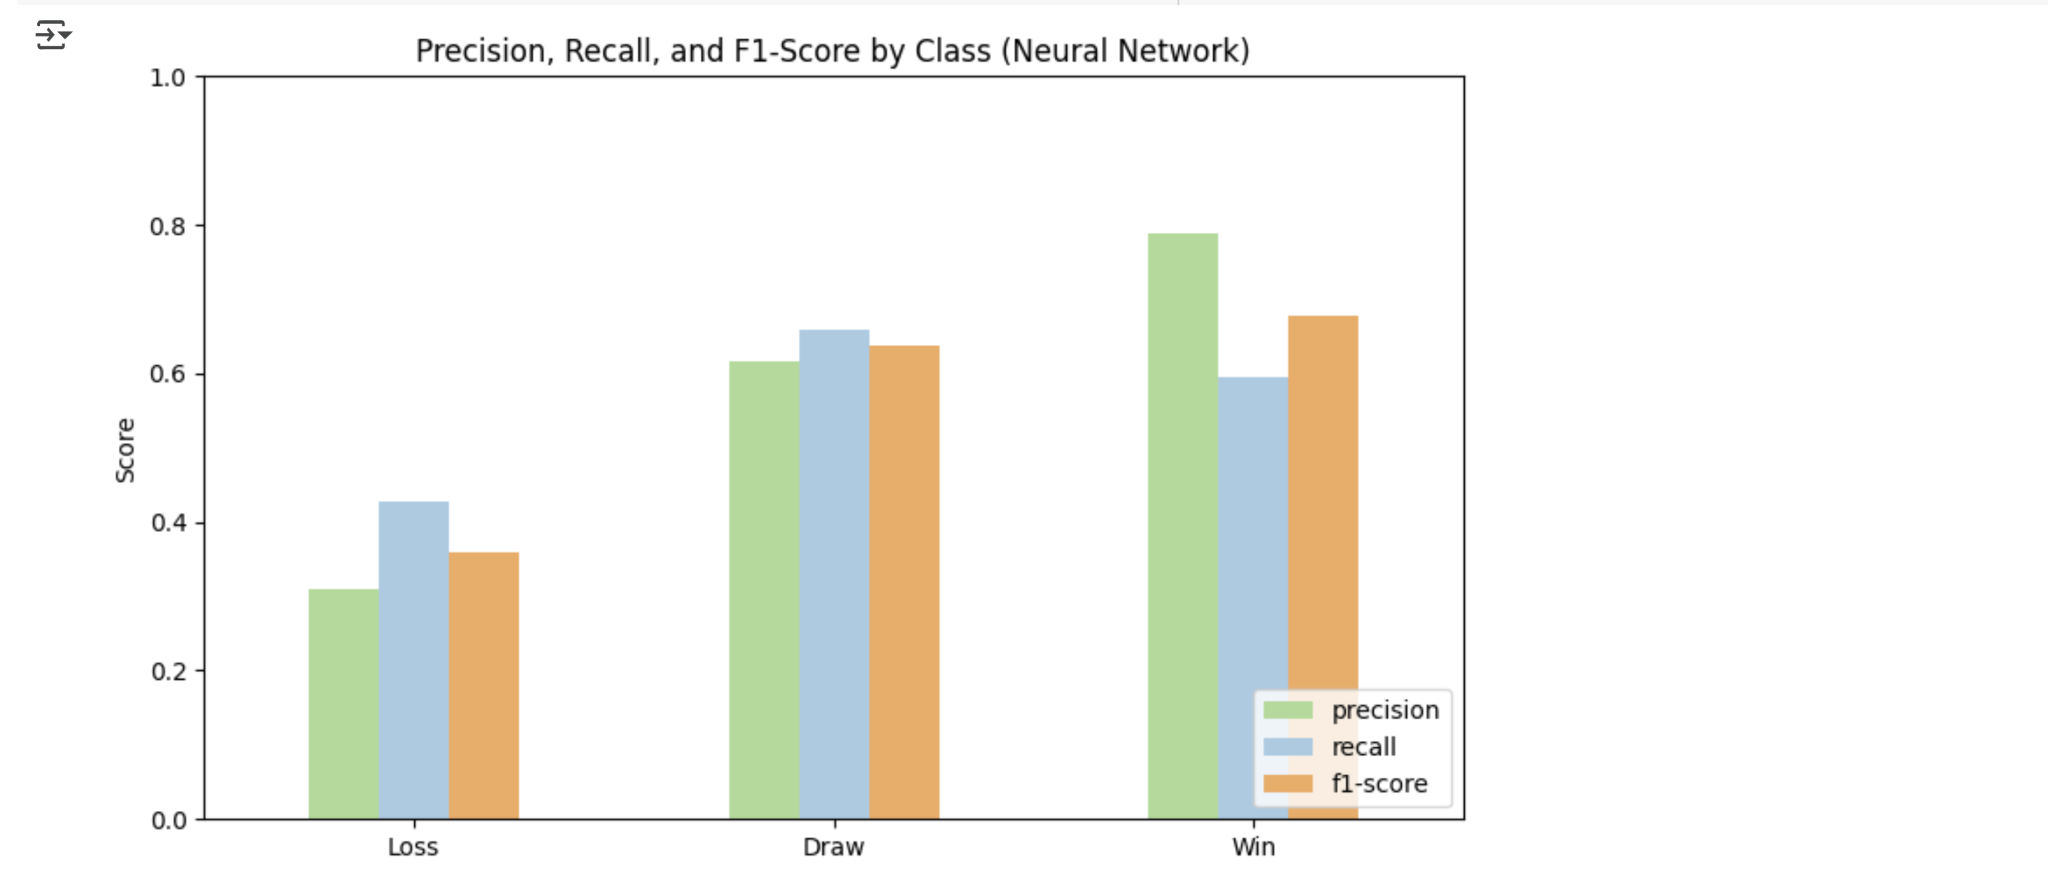 Precision, Recall, and F1-Score by Class (Neural Network)
1.0
0.8
0.6
0.4
0.2
0.0
Score
Loss
Draw
Win
precision
recall
f1-score